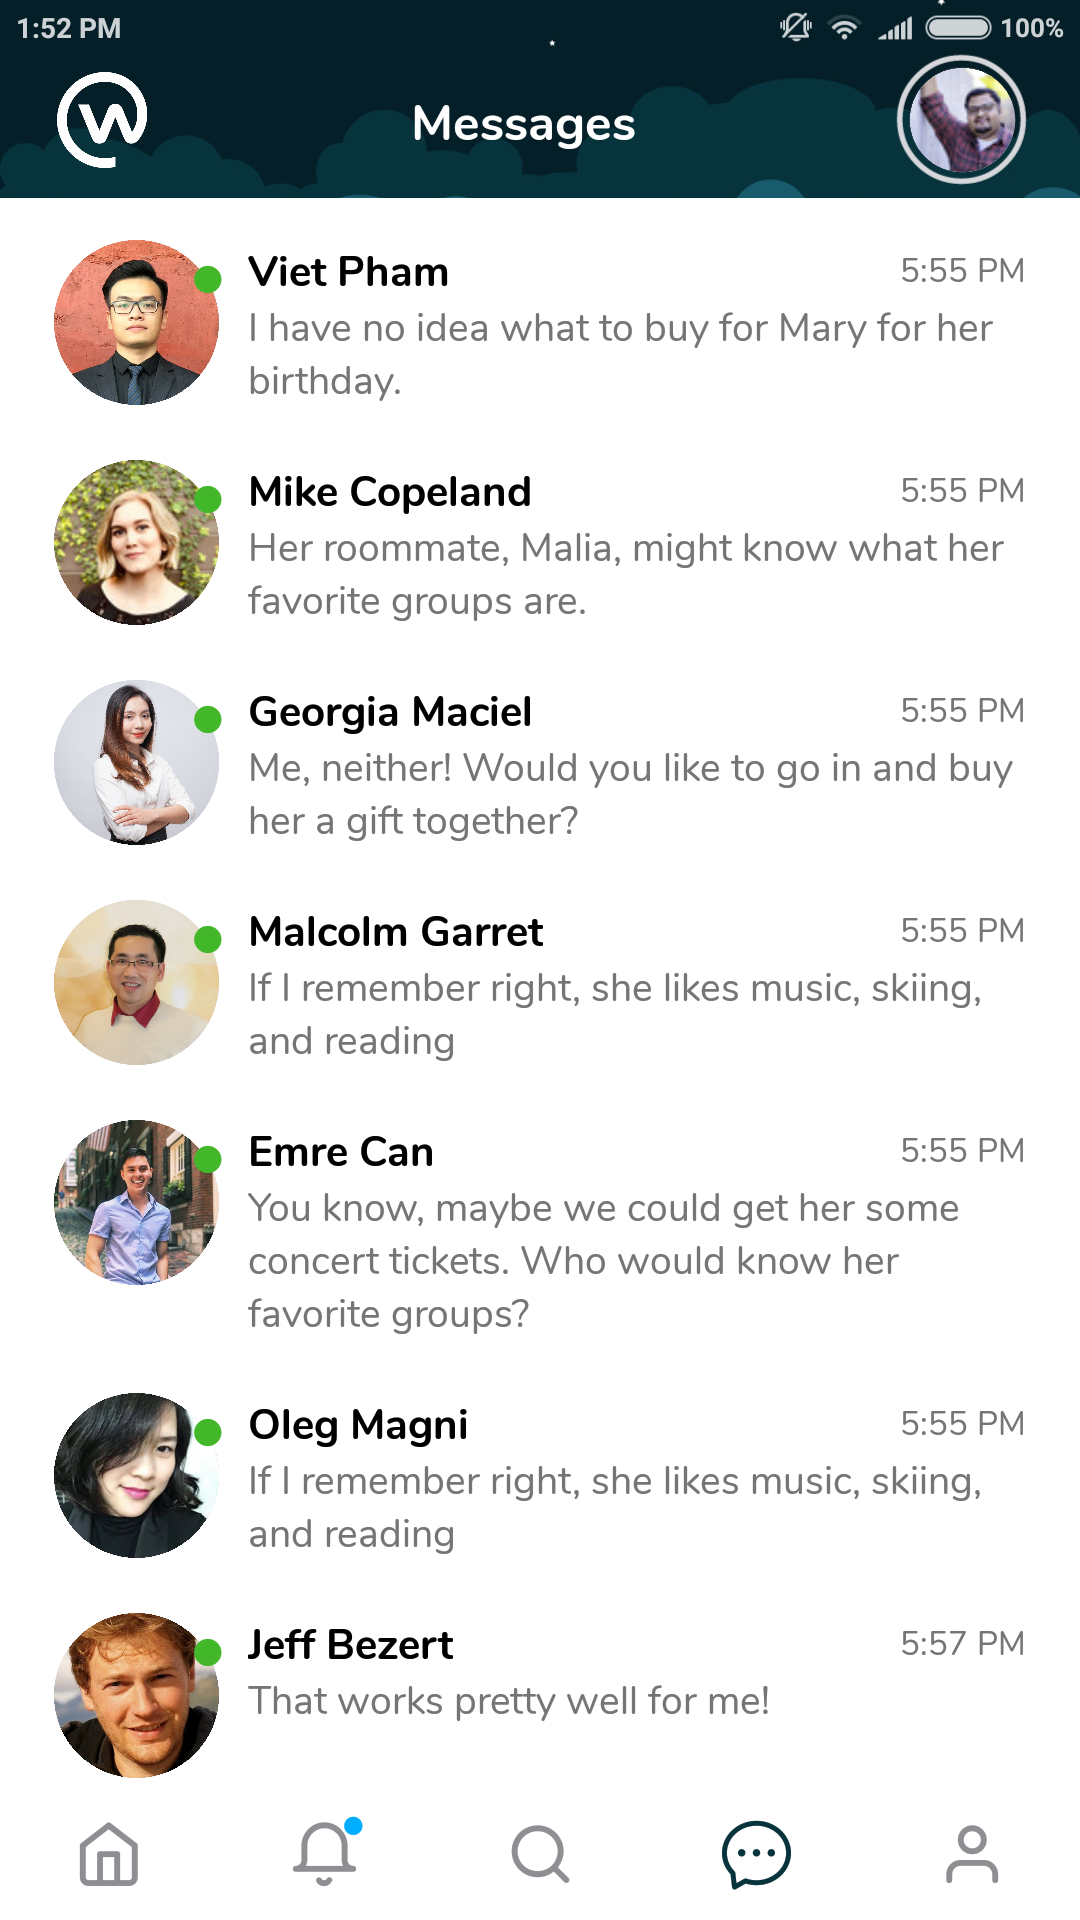 1:52 PM 100%
Messages
Viet Pham 5:55 PM
I have no idea what to buy for Mary for her
birthday.
Mike Copeland 5:55 PM
Her roommate, Malia, might know what her
favorite groups are.
Georgia Maciel 5:55 PM
Me, neither! Would you like to go in and buy
her a gift together?
Malcolm Garret 5:55 PM
If I remember right, she likes music, skiing,
and reading
Emre Can 5:55 PM
You know, maybe we could get her some
concert tickets. Who would know her
favorite groups?
Oleg Magni 5:55 PM
If I remember right, she likes music, skiing,
and reading
Jeff Bezert 5:57 PM
That works pretty well for me!